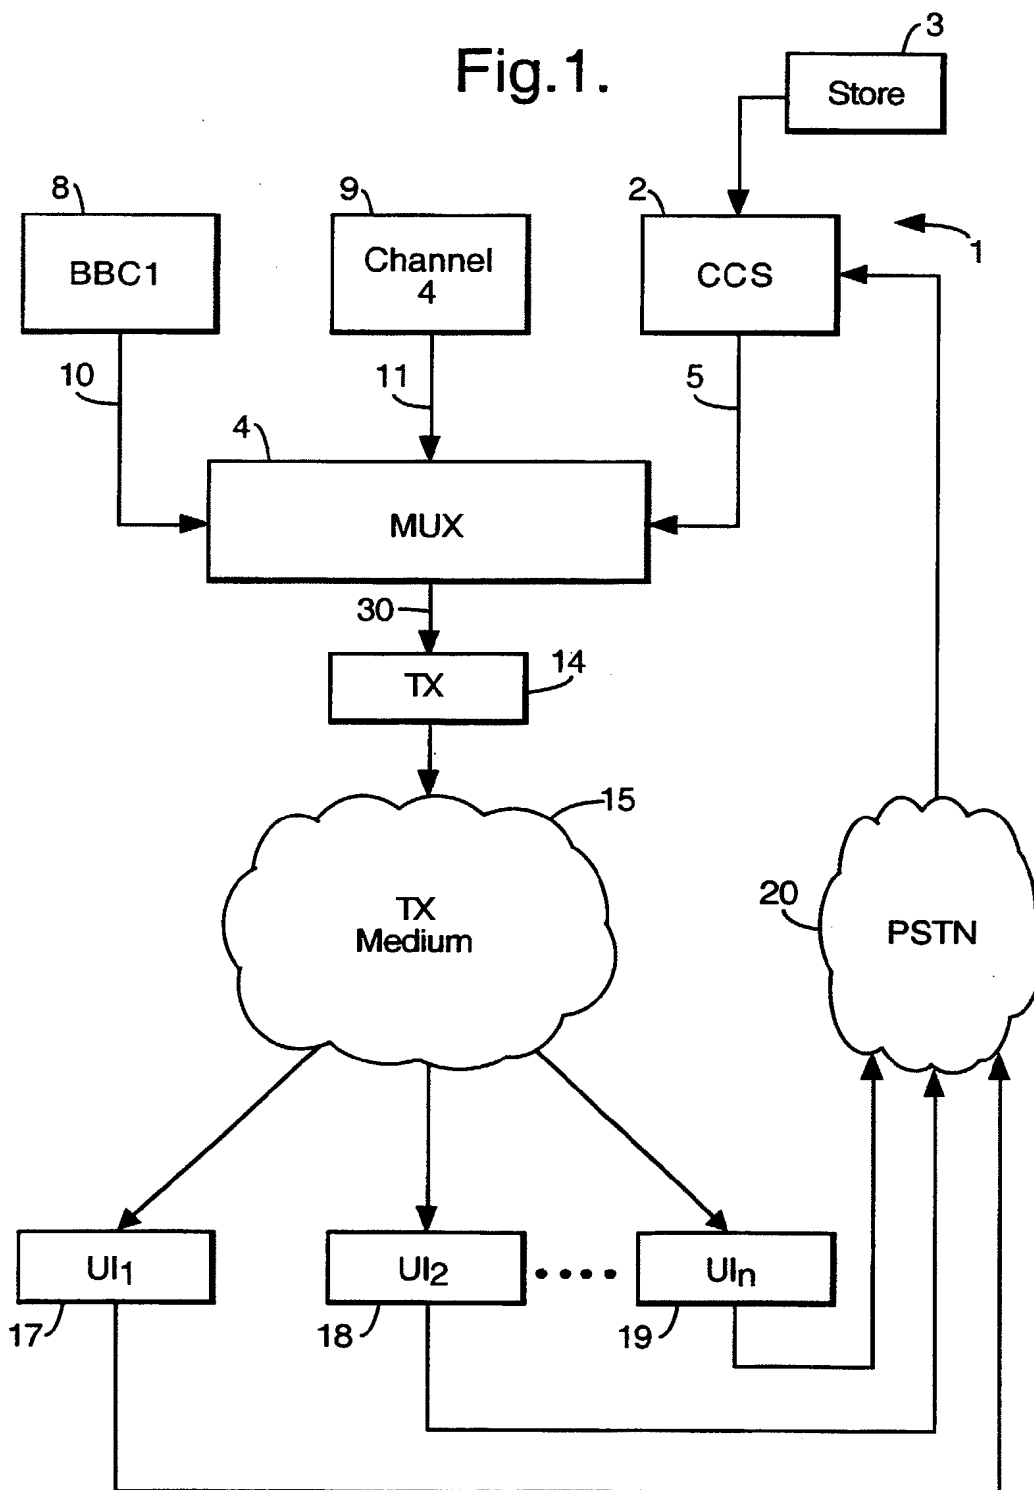 Fig.1.
3
Store
8
BBC1
9
Channel
4
2
CCS
1
10
11
5
4
MUX
30
TX
14
15
TX
Medium
20
PSTN
UI1
UI2
UIn
17
18
19